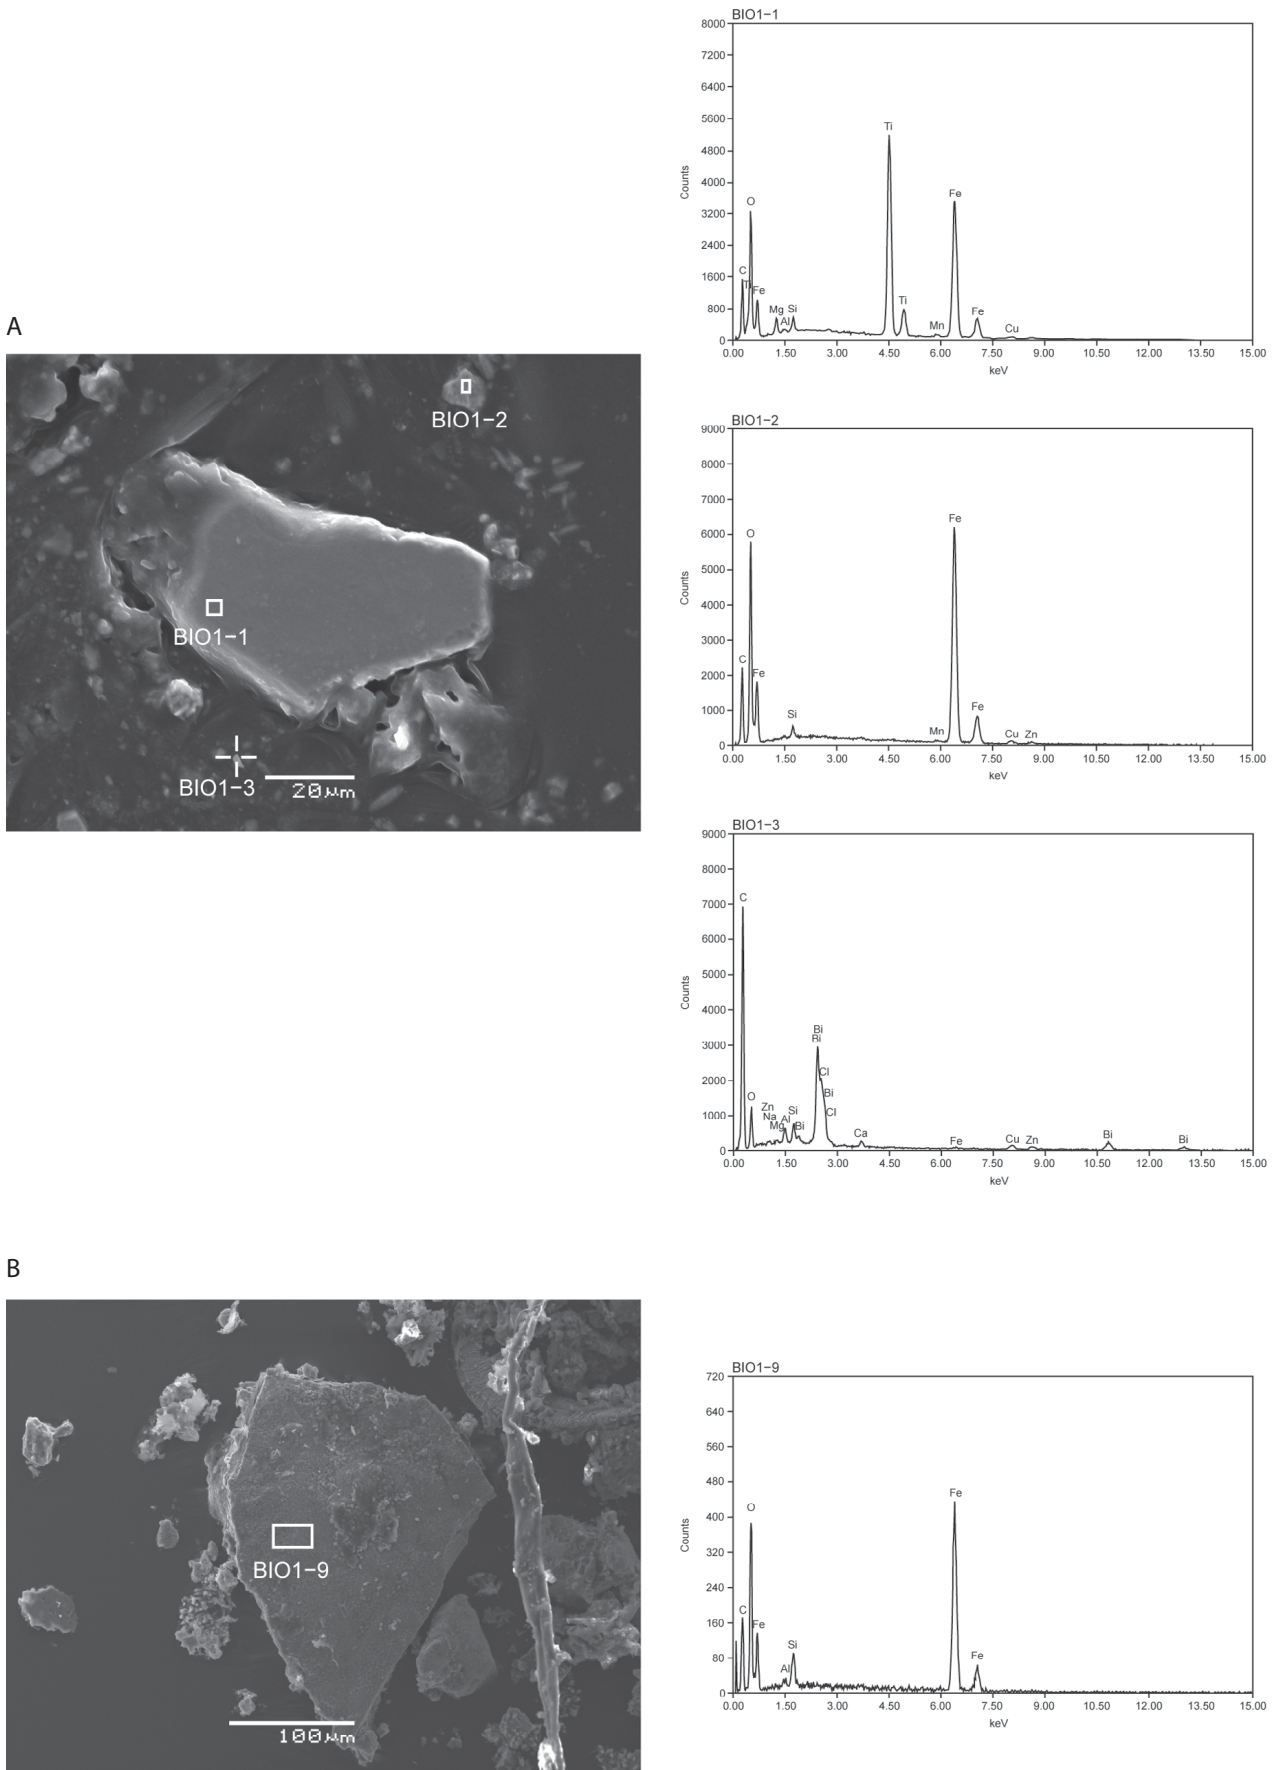 BIO1−1
8000
7200
6400
5600
4800
4000
3200
2400
1600
800
0
Counts
Ti
O
Fe
C
Ti
Fe
Mg
Al
Si
Ti
Mn
Fe
Cu
0.00 1.50 3.00 4.50 6.00 7.50 9.00 10.50 12.00 13.50 15.00
keV
A
BIO1−2
BIO1−1
BIO1−3
20µm
BIO1−2
9000
8000
7000
6000
5000
4000
3000
2000
1000
0
Counts
Fe
O
C
Fe
Si
Mn
Fe
Cu Zn
0.00 1.50 3.00 4.50 6.00 7.50 9.00 10.50 12.00 13.50 15.00
keV
BIO1−3
9000
8000
7000
6000
5000
4000
3000
2000
1000
0
Counts
C
Bi
Bi
Cl
Bi
Cl
O
Zn
Na
Mg
Al
Si
Bi
Ca
Fe
Cu Zn
Bi
Bi
0.00 1.50 3.00 4.50 6.00 7.50 9.00 10.50 12.00 13.50 15.00
keV
B
BIO1−9
100µm
BIO1−9
720
640
560
480
400
320
240
160
80
0
Counts
Fe
O
C
Fe
Al
Si
Fe
0.00 1.50 3.00 4.50 6.00 7.50 9.00 10.50 12.00 13.50 15.00
keV